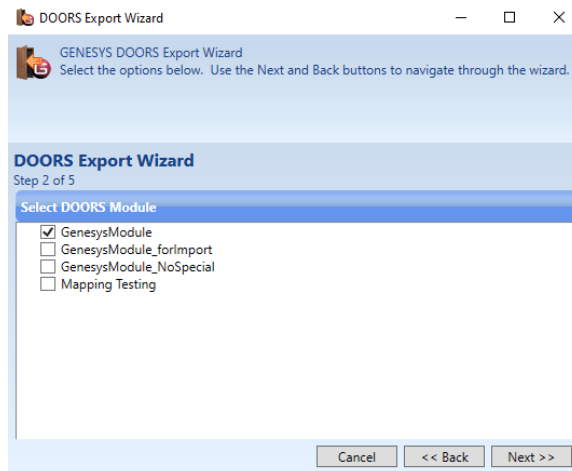 DOORS Export Wizard
GENESYS DOORS Export Wizard
Select the options below. Use the Next and Back buttons to navigate through the wizard.
DOORS Export Wizard
Step 2 of 5
Select DOORS Module
GenesysModule
GenesysModule_forImport
GenesysModule_NoSpecial
Mapping Testing
Cancel << Back Next >>